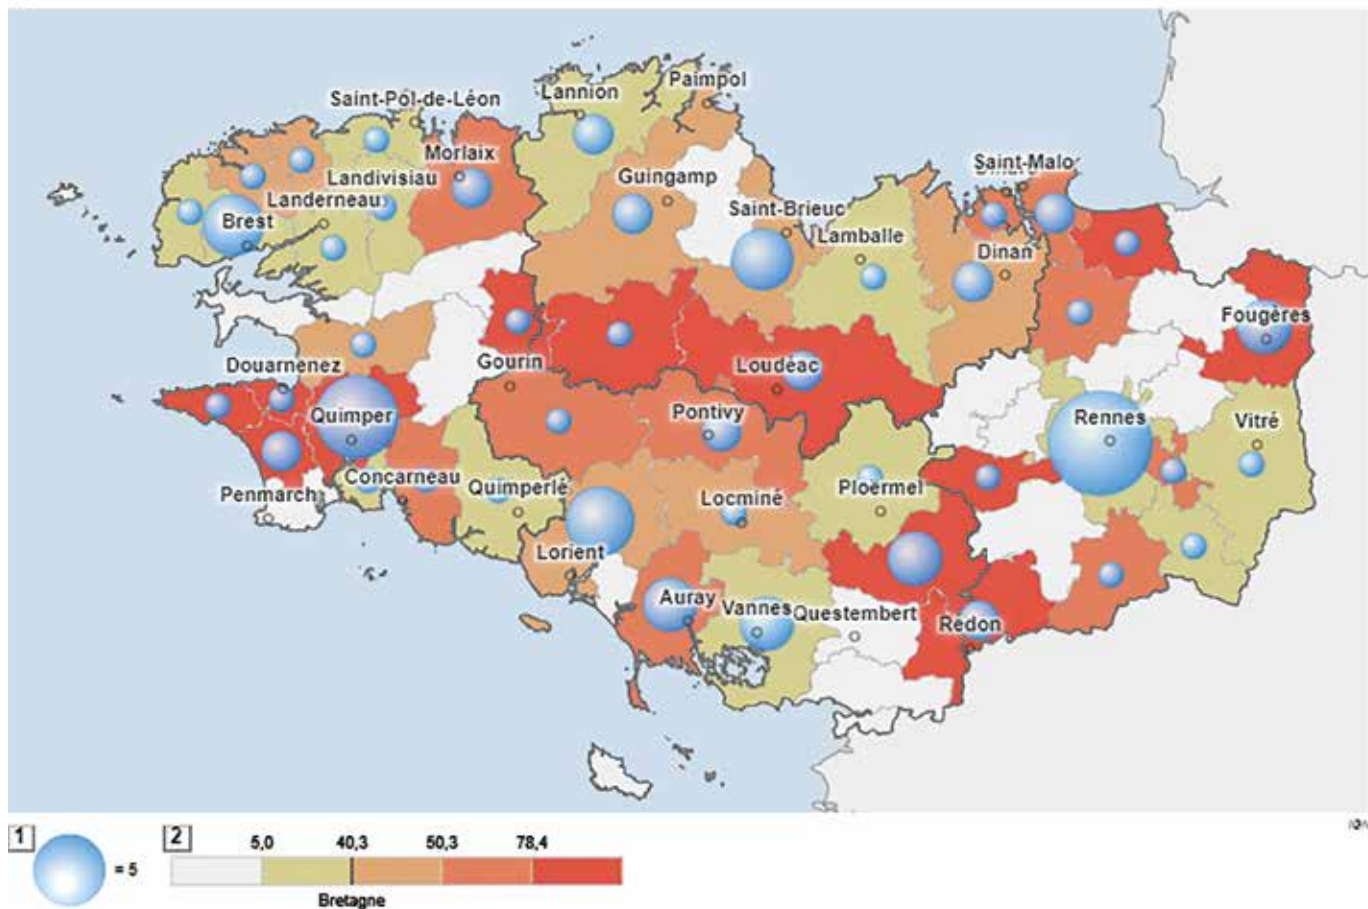 Paimpol
Lannion
Saint-Pol-de-Léon
Morlaix
Saint-Malo
Landivisiau
Guingamp
Landerneau
Saint-Brieuc
Brest
Lamballe
Dinan
Fougères
Douarnenez
Gourin
Loudéac
Quimper
Pontivy
Rennes
Vitré
Concarneau
Quimperlé
Ploermel
Penmarch
Locminé
Lorient
Auray
Vannes
Questembert
Redon
1
= 5
2
5,0 40,3 50,3 78,4
Bretagne